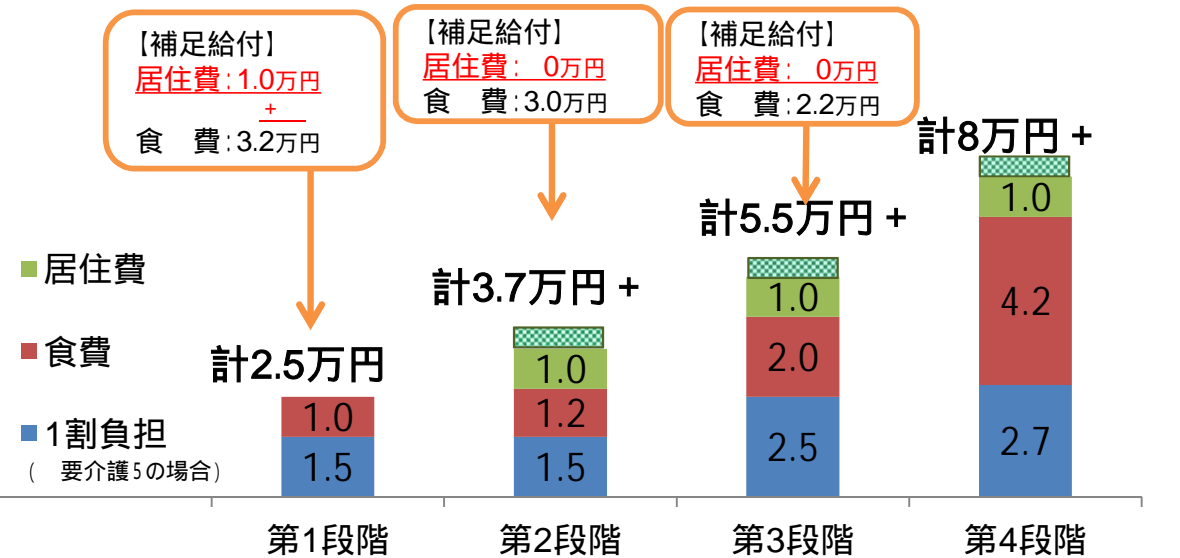 【補足給付】
居住費：1.0万円
+
食　費：3.2万円
【補足給付】
居住費：　0万円
食　費：3.0万円
【補足給付】
居住費：　0万円
食　費：2.2万円
計2.5万円
計3.7万円 +
計5.5万円 +
計8万円 +
居住費
食費
1割負担
(　要介護5の場合)
1.0
1.5
1.0
1.2
1.5
1.0
2.0
2.5
1.0
4.2
2.7
第1段階
第2段階
第3段階
第4段階